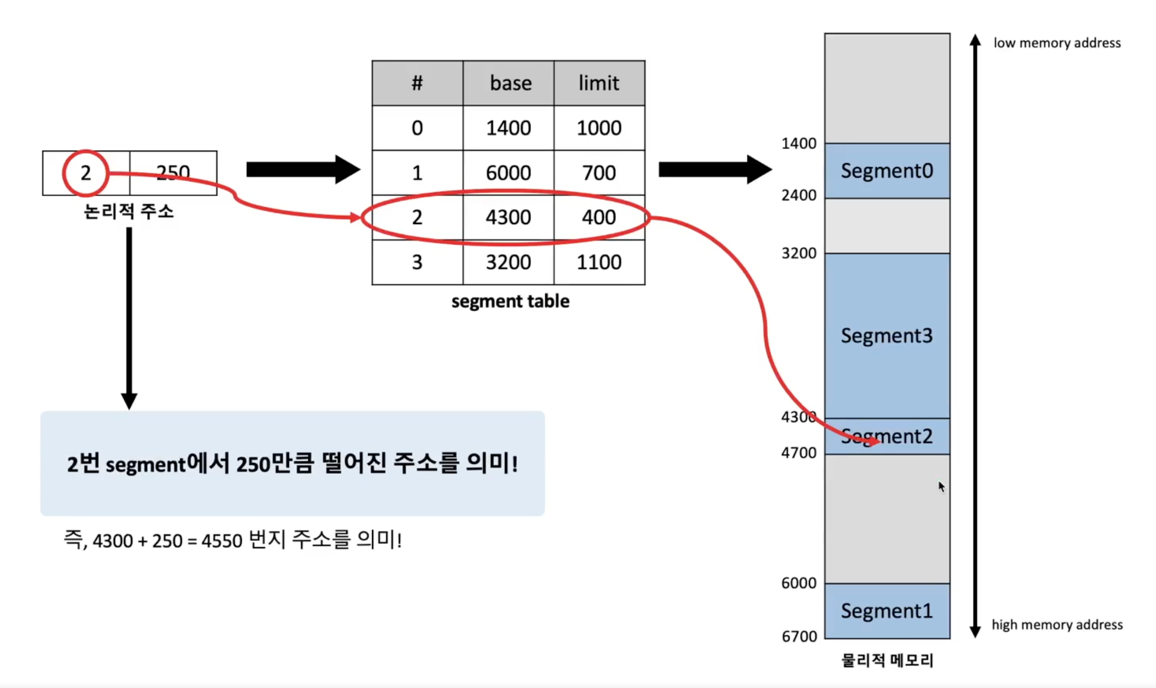 low memory address
# base limit
0 1400 1000
1 6000 700
2 4300 400
3 3200 1100
segment table
2 250
논리적 주소
2번 segment에서 250만큼 떨어진 주소를 의미!
즉, 4300 + 250 = 4550 번지 주소를 의미!
1400
Segment0
2400
3200
Segment3
4300
Segment2
4700
6000
Segment1
6700
high memory address
물리적 메모리